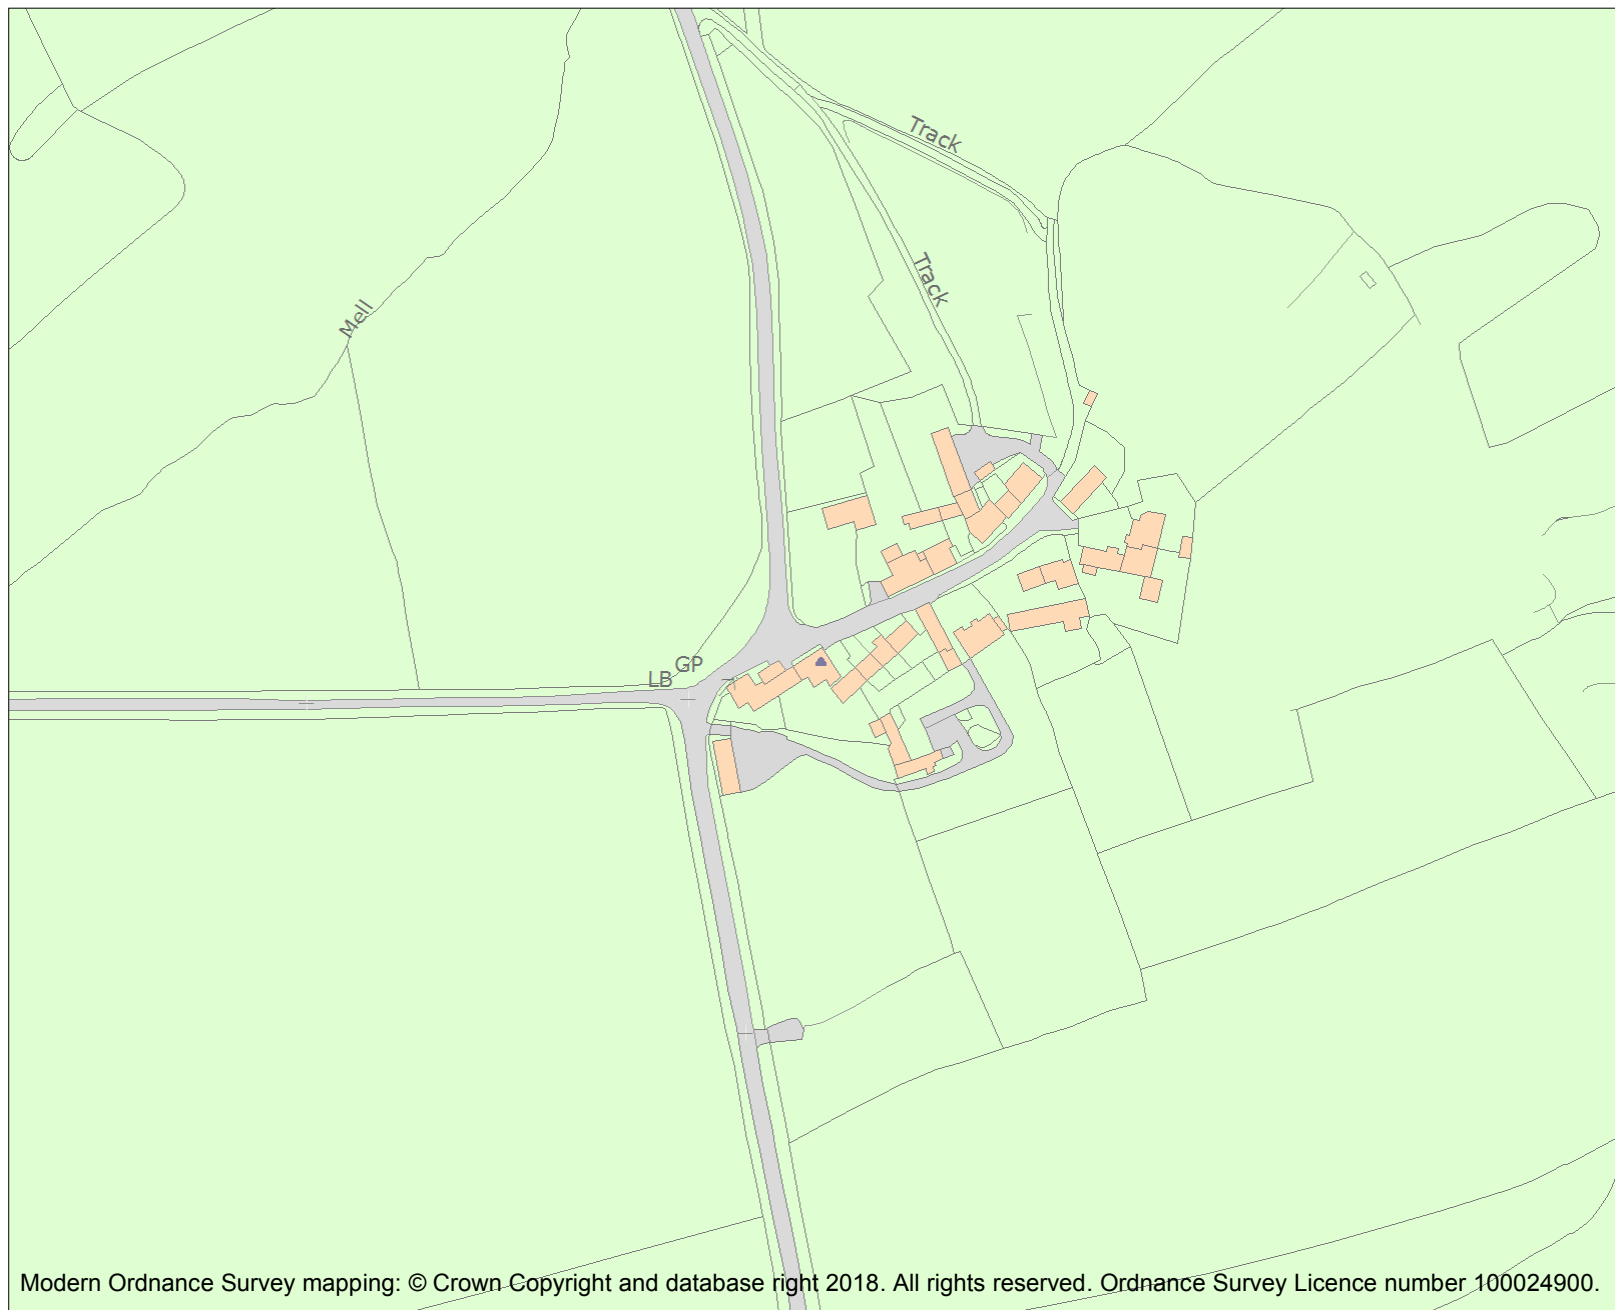 Track
Track
Mell
GP
LB
Modern Ordnance Survey mapping: © Crown Copyright and database right 2018. All rights reserved. Ordnance Survey Licence number 100024900.